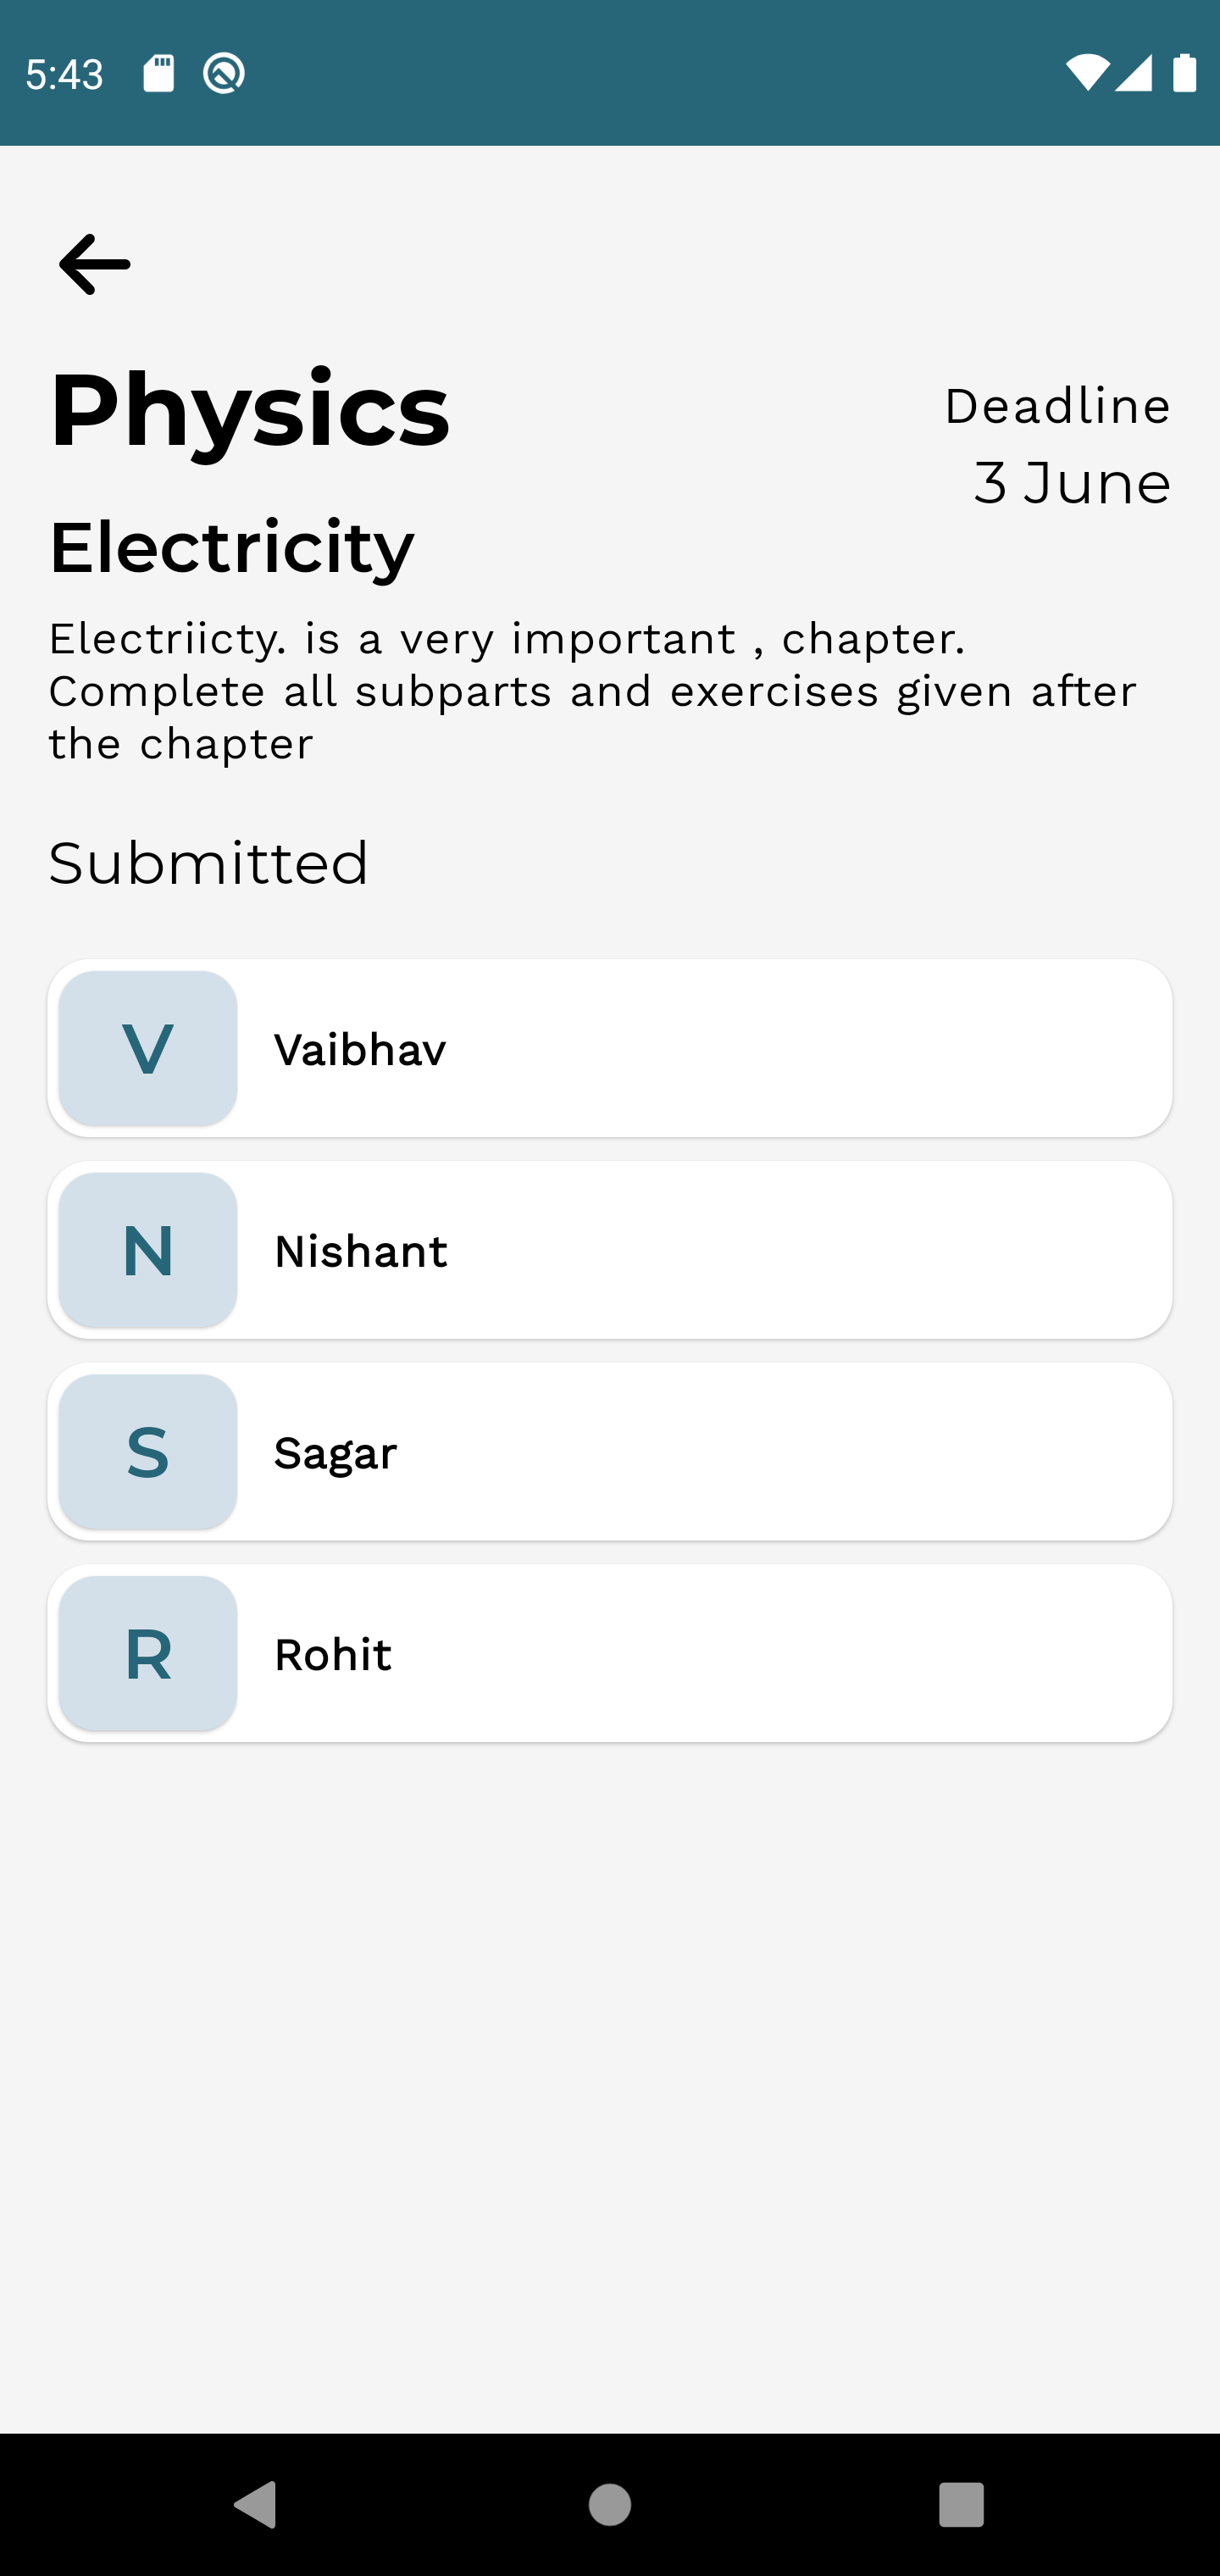 5:43
Physics
Deadline
3 June
Electricity
Electriicty. is a very important , chapter.
Complete all subparts and exercises given after
the chapter
Submitted
V
Vaibhav
N
Nishant
S
Sagar
R
Rohit